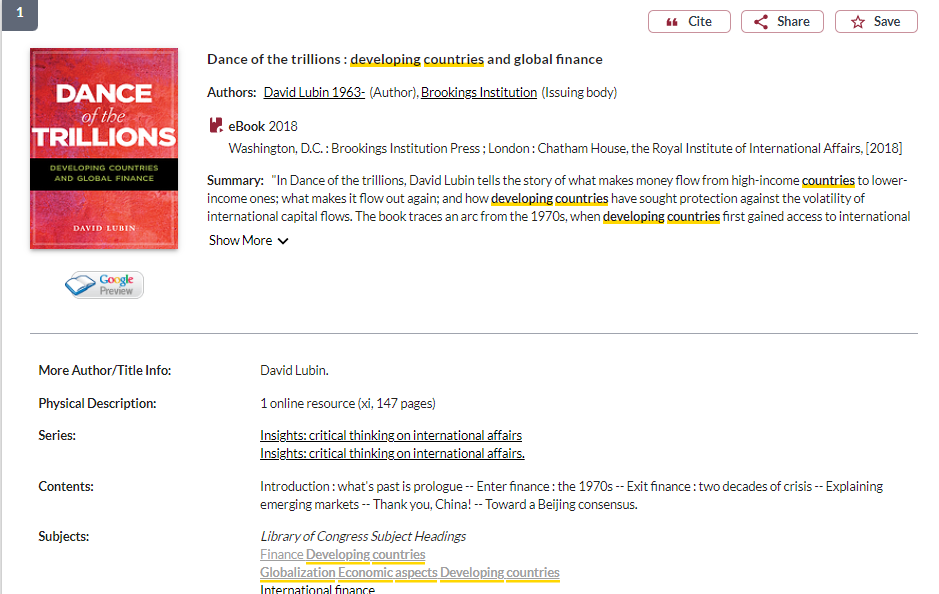 1
Cite
Share
Save
DANCE
of the
TRILLIONS
DEVELOPING COUNTRIES
AND GLOBAL FINANCE
DAVID LUBIN
Google
Preview
Dance of the trillions : developing countries and global finance
Authors: David Lubin 1963- (Author), Brookings Institution (Issuing body)
eBook 2018
Washington, D.C. : Brookings Institution Press ; London : Chatham House, the Royal Institute of International Affairs, [2018]
Summary: "In Dance of the trillions, David Lubin tells the story of what makes money flow from high-income countries to lower-
income ones; what makes it flow out again; and how developing countries have sought protection against the volatility of
international capital flows. The book traces an arc from the 1970s, when developing countries first gained access to international
Show More
More Author/Title Info: David Lubin.
Physical Description: 1 online resource (xi, 147 pages)
Series: Insights: critical thinking on international affairs
Insights: critical thinking on international affairs.
Contents: Introduction : what's past is prologue -- Enter finance : the 1970s -- Exit finance : two decades of crisis -- Explaining
emerging markets -- Thank you, China! -- Toward a Beijing consensus.
Subjects: Library of Congress Subject Headings
Finance Developing countries
Globalization Economic aspects Developing countries
International finance